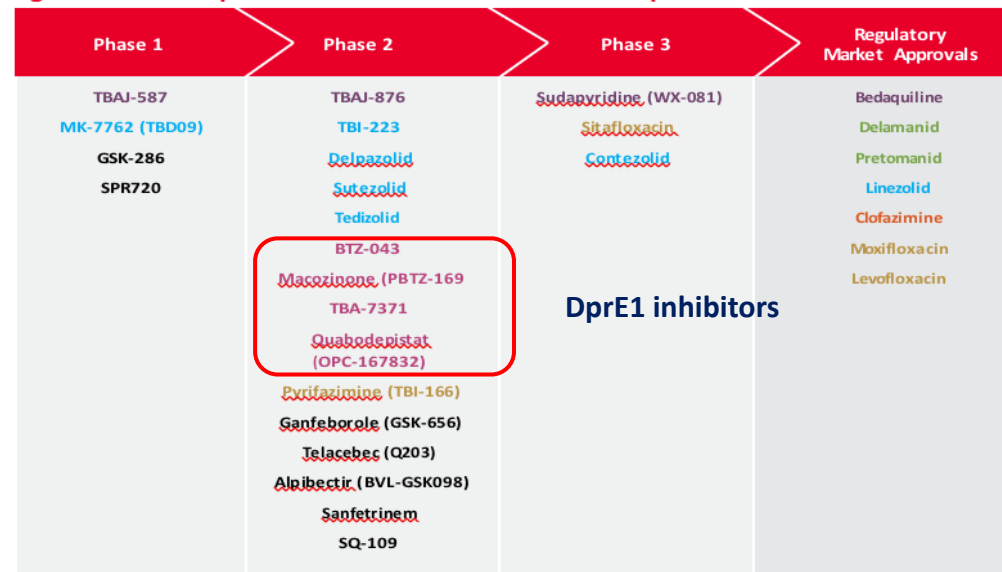 Phase 1
Phase 2
Phase 3
Regulatory
Market Approvals
TBAJ-587
MK-7762 (TBD09)
GSK-286
SPR720
TBAJ-876
TBI-223
Delpazolid
Sutezolid
Tedizolid
BTZ-043
Macozinone (PBTZ-169
TBA-7371
Quabodepistat
(OPC-167832)
Pyrifazimine (TBI-166)
Ganfeborole (GSK-656)
Telacebec (Q203)
Alpibectir (BVL-GSK098)
Sanfetrinem
SQ-109
Sudapyridine (WX-081)
Sitafloxacin
Contezolid
DprE1 inhibitors
Bedaquiline
Delamanid
Pretomanid
Linezolid
Clofazimine
Moxifloxacin
Levofloxacin